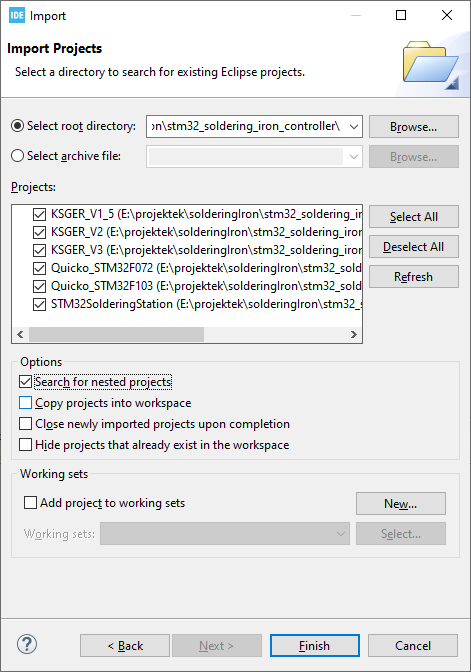 IDE Import
Import Projects
Select a directory to search for existing Eclipse projects.
Select root directory: on\stm32_soldering_iron_controller\ Browse...
Select archive file: Browse...
Projects:
KSGER_V1_5 (E:\projektek\solderingIron\stm32_soldering_ir
KSGER_V2 (E:\projektek\solderingIron\stm32_soldering_iron
KSGER_V3 (E:\projektek\solderingIron\stm32_soldering_iron
Quicko_STM32F072 (E:\projektek\solderingIron\stm32_sold
Quicko_STM32F103 (E:\projektek\solderingIron\stm32_sold
STM32SolderingStation (E:\projektek\solderingIron\stm32_s
Select All
Deselect All
Refresh
Options
Search for nested projects
Copy projects into workspace
Close newly imported projects upon completion
Hide projects that already exist in the workspace
Working sets
Add project to working sets New...
Working sets: Select...
? < Back Next > Finish Cancel